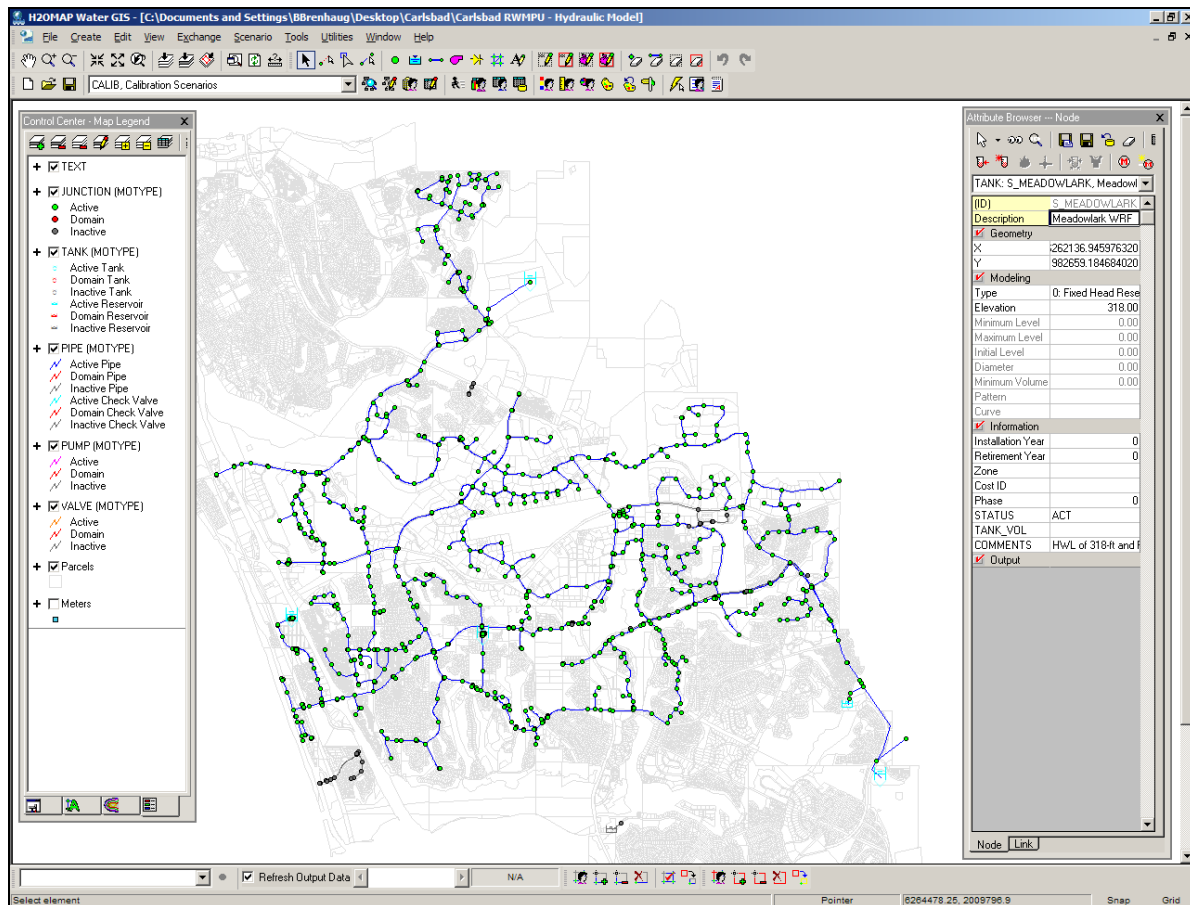 H2OMAP Water GIS - [C:\Documents and Settings\BBrenhaug\Desktop\Carlsbad\Carlsbad RWMPU - Hydraulic Model]
File Create Edit View Exchange Scenario Tools Utilities Window Help
CALIB, Calibration Scenarios
Control Center - Map Legend
TEXT
JUNCTION (MOTYPE)
Active
Domain
Inactive
TANK (MOTYPE)
Active Tank
Domain Tank
Inactive Tank
Active Reservoir
Domain Reservoir
Inactive Reservoir
PIPE (MOTYPE)
Active Pipe
Domain Pipe
Inactive Pipe
Active Check Valve
Domain Check Valve
Inactive Check Valve
PUMP (MOTYPE)
Active
Domain
Inactive
VALVE (MOTYPE)
Active
Domain
Inactive
Parcels
Meters
Attribute Browser --- Node
TANK: S_MEADOWLARK, Meadowl
(ID) S_MEADOWLARK
Description Meadowlark WRF
Geometry
X 262136.945976320
Y 982659.184684020
Modeling
Type 0: Fixed Head Rese
Elevation 318.00
Minimum Level 0.00
Maximum Level 0.00
Initial Level 0.00
Diameter 0.00
Minimum Volume 0.00
Pattern
Curve
Information
Installation Year 0
Retirement Year 0
Zone
Cost ID
Phase 0
STATUS ACT
TANK_VOL
COMMENTS HWL of 318-ft and
Output
Node Link
Refresh Output Data N/A
Select element Pointer 6264478.25, 2009796.9 Snap Grid